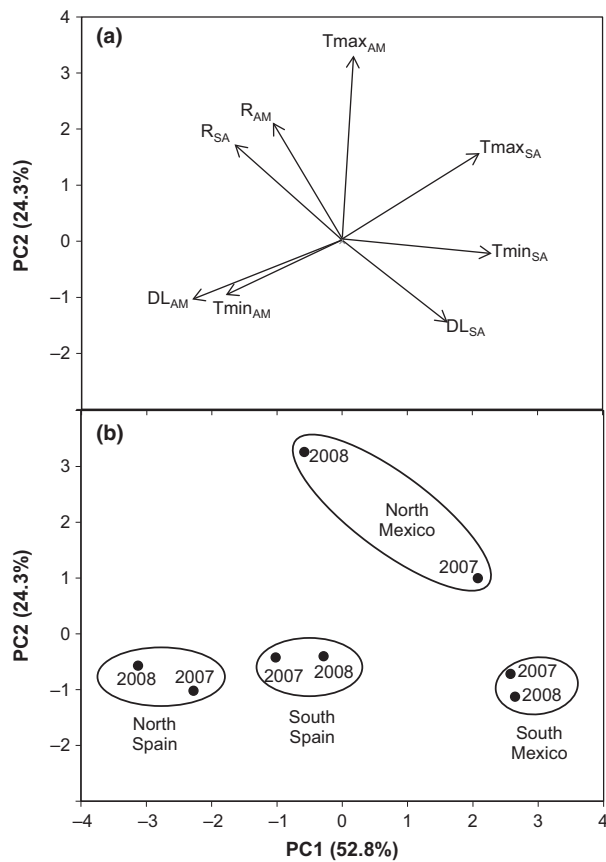 (a)
4
3
2
1
0
–1
–2
PC2 (24.3%)
Tmax_AM
R_AM
R_SA
Tmax_SA
Tmin_SA
DL_AM
Tmin_AM
DL_SA
(b)
3
2
1
0
–1
–2
PC2 (24.3%)
2008
North
Mexico
2007
2008
2007
North
Spain
2007
2008
South
Spain
2007
2008
South
Mexico
–4 –3 –2 –1 0 1 2 3 4
PC1 (52.8%)